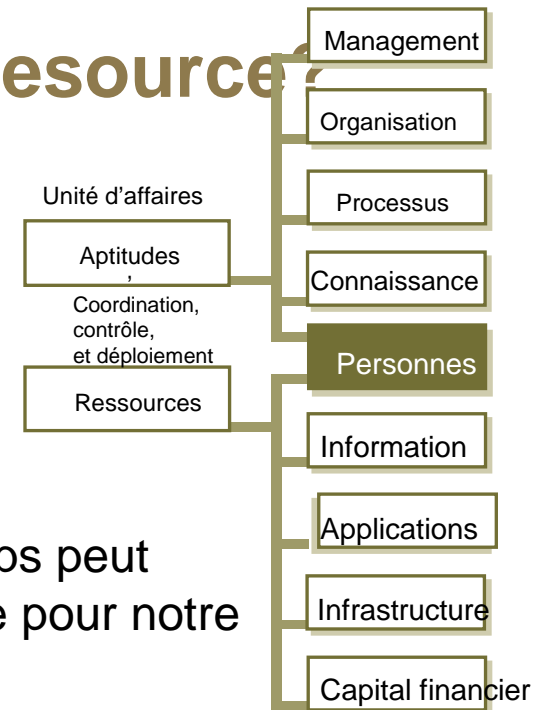 esource?
Unité d'affaires
Aptitudes
,
Coordination,
contrôle,
et déploiement
Ressources
Management
Organisation
Processus
Connaissance
Personnes
Information
Applications
Infrastructure
Capital financier
ps peut
e pour notre